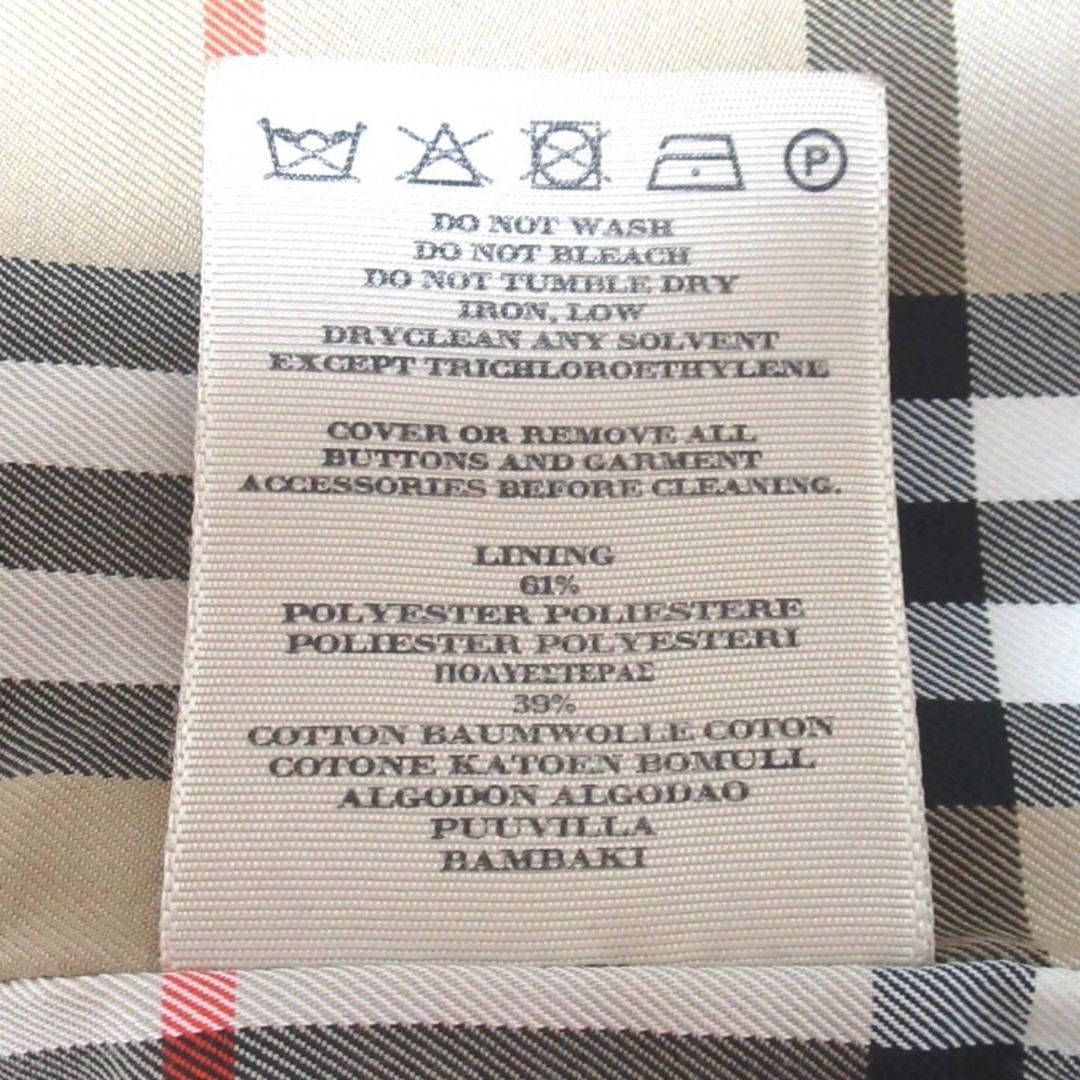 P
DO NOT WASH
DO NOT BLEACH
DO NOT TUMBLE DRY
IRON, LOW
DRYCLEAN ANY SOLVENT
EXCEPT TRICHLOROETHYLENE
COVER OR REMOVE ALL
BUTTONS AND GARMENT
ACCESSORIES BEFORE CLEANING.
LINING
61%
POLYESTER POLIESTERE
POLIESTER POLYESTERI
ΠΟΛΥΕΣΤΕΡΑΣ
39%
COTTON BAUMWOLLE COTON
COTONE KATOEN BOMULL
ALGODON ALGODAO
PUUVILLA
BAMBAKI